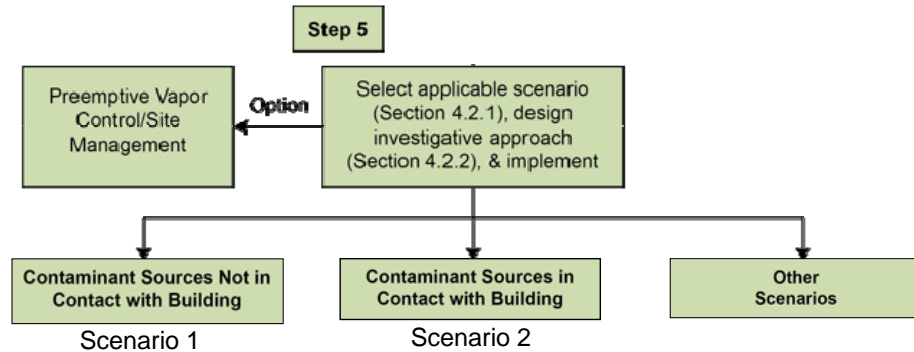 Step 5
Preemptive Vapor
Control/Site
Management
Option
Select applicable scenario
(Section 4.2.1), design
investigative approach
(Section 4.2.2), & implement
Contaminant Sources Not in
Contact with Building
Scenario 1
Contaminant Sources in
Contact with Building
Scenario 2
Other
Scenarios